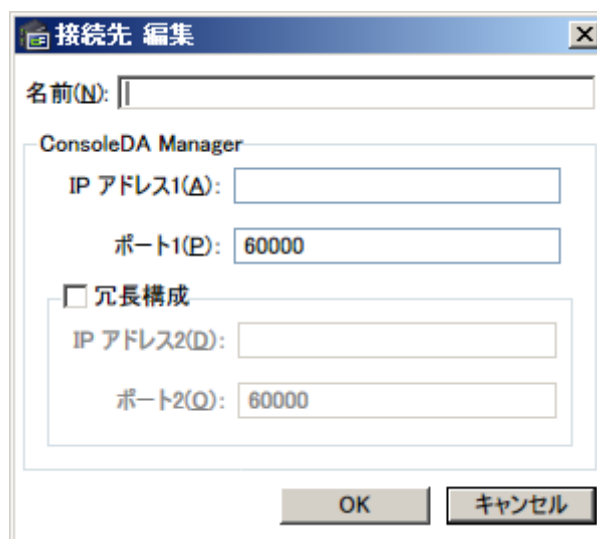 接続先 編集
名前(N):
ConsoleDA Manager
IP アドレス1(A):
ポート1(P): 60000
冗長構成
IP アドレス2(D):
ポート2(O): 60000
OK キャンセル